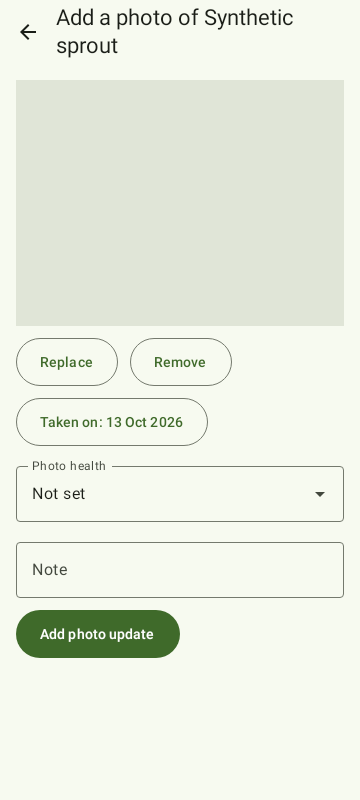 Add a photo of Synthetic
sprout
Replace
Remove
Taken on: 13 Oct 2026
Photo health
Not set
Note
Add photo update